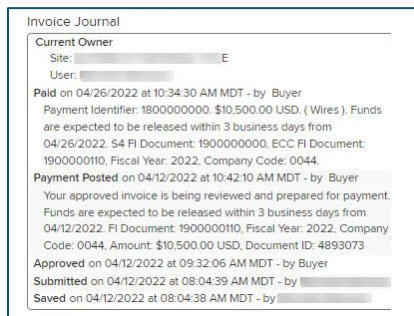 Invoice Journal
Current Owner
Site: E
User:
Paid on 04/26/2022 at 10:34:30 AM MDT - by Buyer
Payment Identifier: 1800000000. $10,500.00 USD. ( Wires ). Funds
are expected to be released within 3 business days from
04/26/2022. S4 FI Document: 1900000000, ECC FI Document:
1900000110, Fiscal Year: 2022, Company Code: 0044.
Payment Posted on 04/12/2022 at 10:42:10 AM MDT - by Buyer
Your approved invoice is being reviewed and prepared for payment.
Funds are expected to be released within 3 business days from
04/12/2022. FI Document: 1900000110, Fiscal Year: 2022, Company
Code: 0044, Amount: $10,500.00 USD, Document ID: 4893073
Approved on 04/12/2022 at 09:32:06 AM MDT - by Buyer
Submitted on 04/12/2022 at 08:04:39 AM MDT - by
Saved on 04/12/2022 at 08:04:38 AM MDT - by